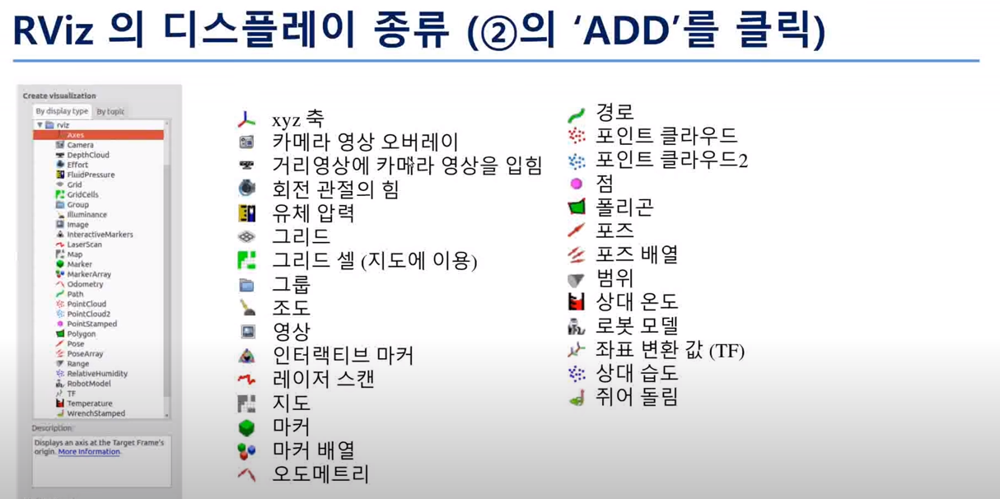 RViz 의 디스플레이 종류 (②의 ‘ADD’를 클릭)
Create visualization
By display type By topic
rviz
Axes
Camera
DepthCloud
Effort
FluidPressure
Grid
GridCells
Group
Illuminance
Image
InteractiveMarkers
LaserScan
Map
Marker
MarkerArray
Odometry
Path
PointCloud
PointCloud2
PointStamped
Polygon
Pose
PoseArray
Range
RelativeHumidity
RobotModel
TF
Temperature
WrenchStamped
Description:
Displays an axis at the Target Frame's
origin. More Information.
xyz 축
카메라 영상 오버레이
거리영상에 카메라 영상을 입힘
회전 관절의 힘
유체 압력
그리드
그리드 셀 (지도에 이용)
그룹
조도
영상
인터랙티브 마커
레이저 스캔
지도
마커
마커 배열
오도메트리
경로
포인트 클라우드
포인트 클라우드2
점
폴리곤
포즈
포즈 배열
범위
상대 온도
로봇 모델
좌표 변환 값 (TF)
상대 습도
쥐어 돌림